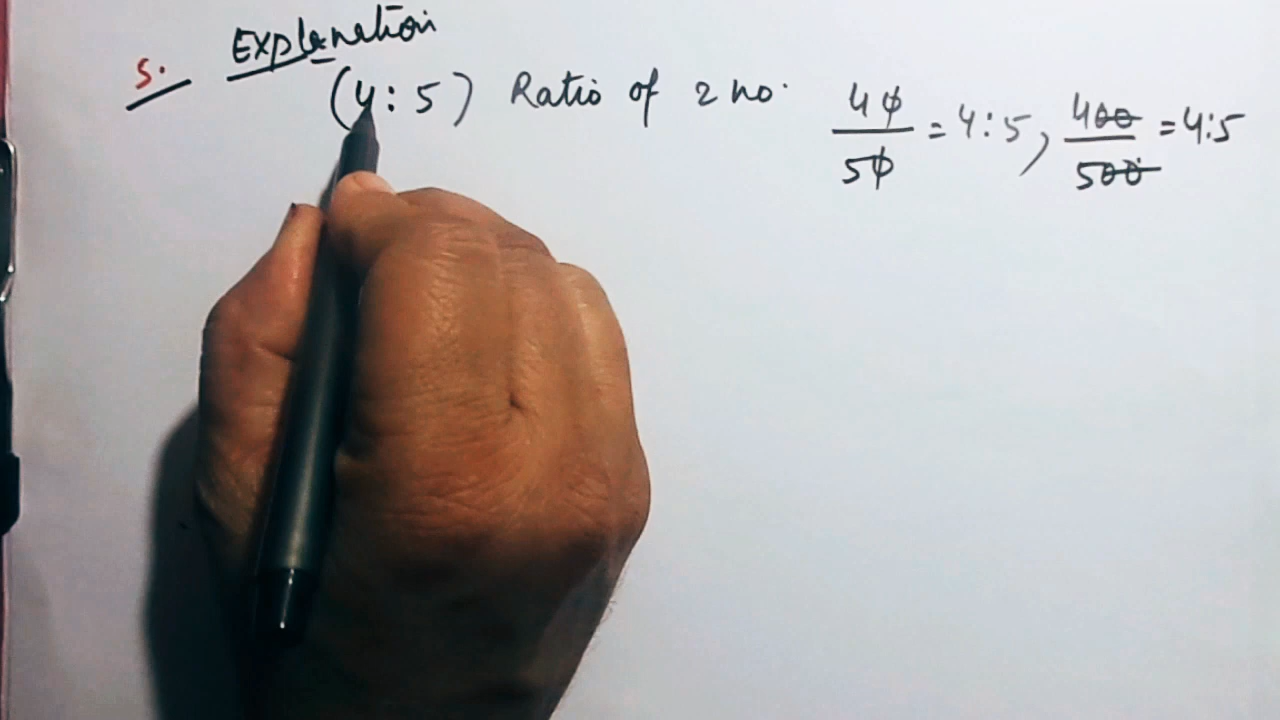 S. Explanation
(4:5) Ratio of 2 no. 40/50 = 4:5, 400/500 = 4:5